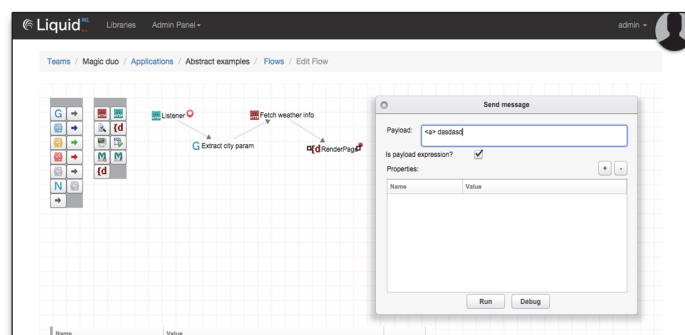 Liquid Libraries Admin Panel admin
Teams / Magic duo / Applications / Abstract examples / Flows / Edit Flow
Send message
Listener Fetch weather info
G Extract city param
{d RenderPage
G
{d
M M
{d
N
Payload: <a> dasdasd
Is payload expression?
Properties: + -
Name Value
Run Debug
Name Value